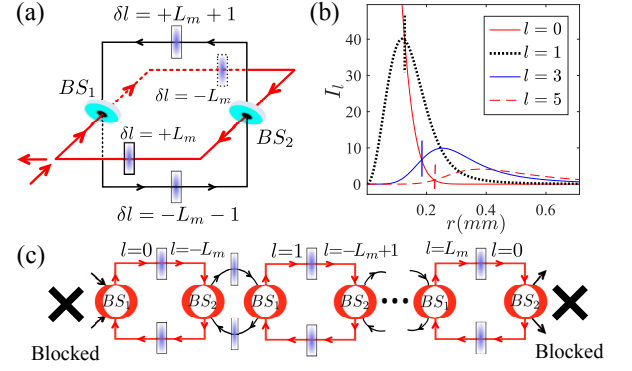 (a)
δl = +L_m + 1
BS_1
δl = −L_m
δl = +L_m
BS_2
δl = −L_m − 1
(b)
I_l
40
30
20
10
0
0.2
0.4
0.6
r(mm)
l = 0
l = 1
l = 3
l = 5
(c)
l=0 l=−L_m l=1 l=−L_m+1 l=L_m l=0
BS_1 BS_2 BS_1 BS_2 ••• BS_1 BS_2
Blocked Blocked